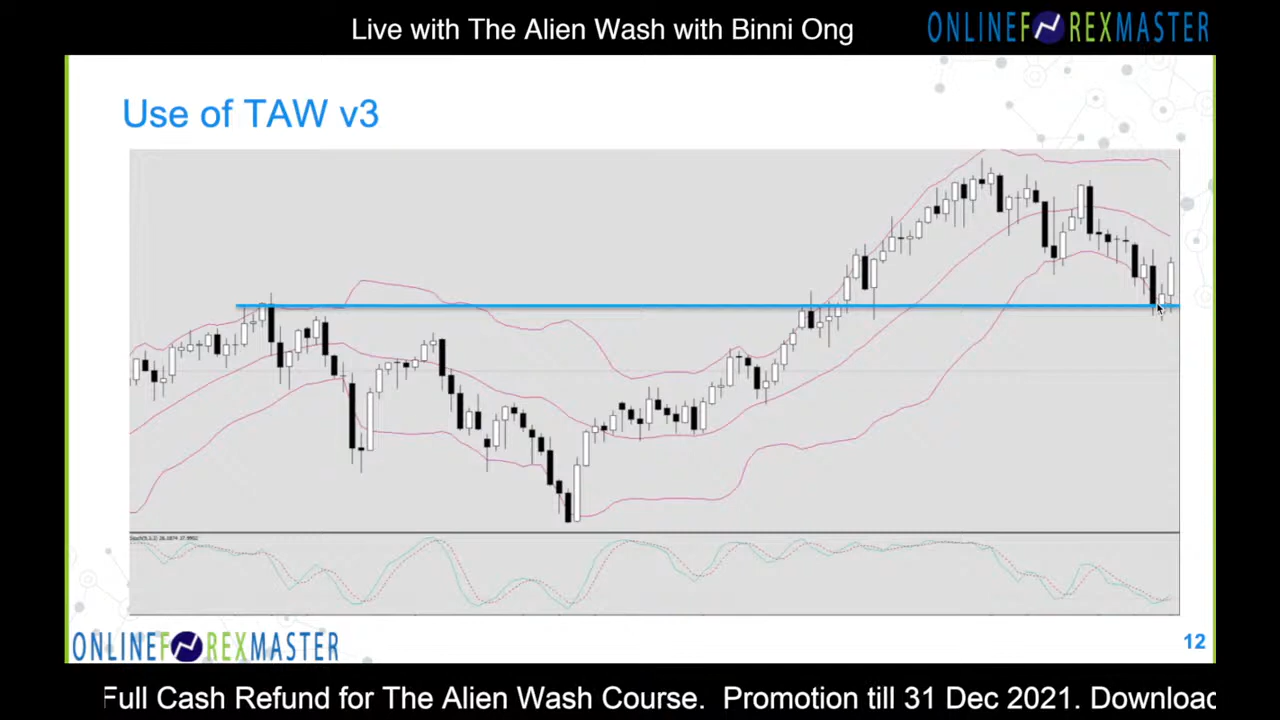 Live with The Alien Wash with Binni Ong
ONLINEFOREXMASTER
Use of TAW v3
ONLINEFOREXMASTER
12
Full Cash Refund for The Alien Wash Course. Promotion till 31 Dec 2021. Download